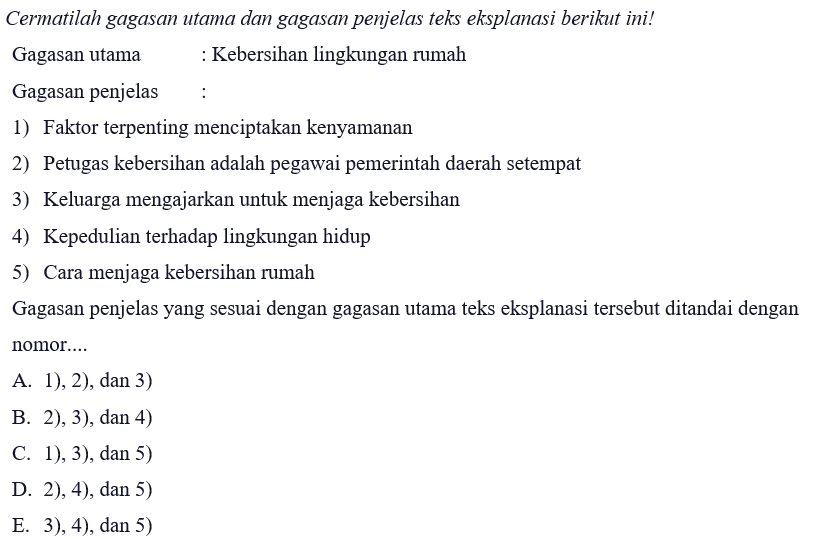 Cermatilah gagasan utama dan gagasan penjelas teks eksplanasi berikut ini!
Gagasan utama : Kebersihan lingkungan rumah
Gagasan penjelas :
1) Faktor terpenting menciptakan kenyamanan
2) Petugas kebersihan adalah pegawai pemerintah daerah setempat
3) Keluarga mengajarkan untuk menjaga kebersihan
4) Kepedulian terhadap lingkungan hidup
5) Cara menjaga kebersihan rumah
Gagasan penjelas yang sesuai dengan gagasan utama teks eksplanasi tersebut ditandai dengan
nomor....
A. 1), 2), dan 3)
B. 2), 3), dan 4)
C. 1), 3), dan 5)
D. 2), 4), dan 5)
E. 3), 4), dan 5)